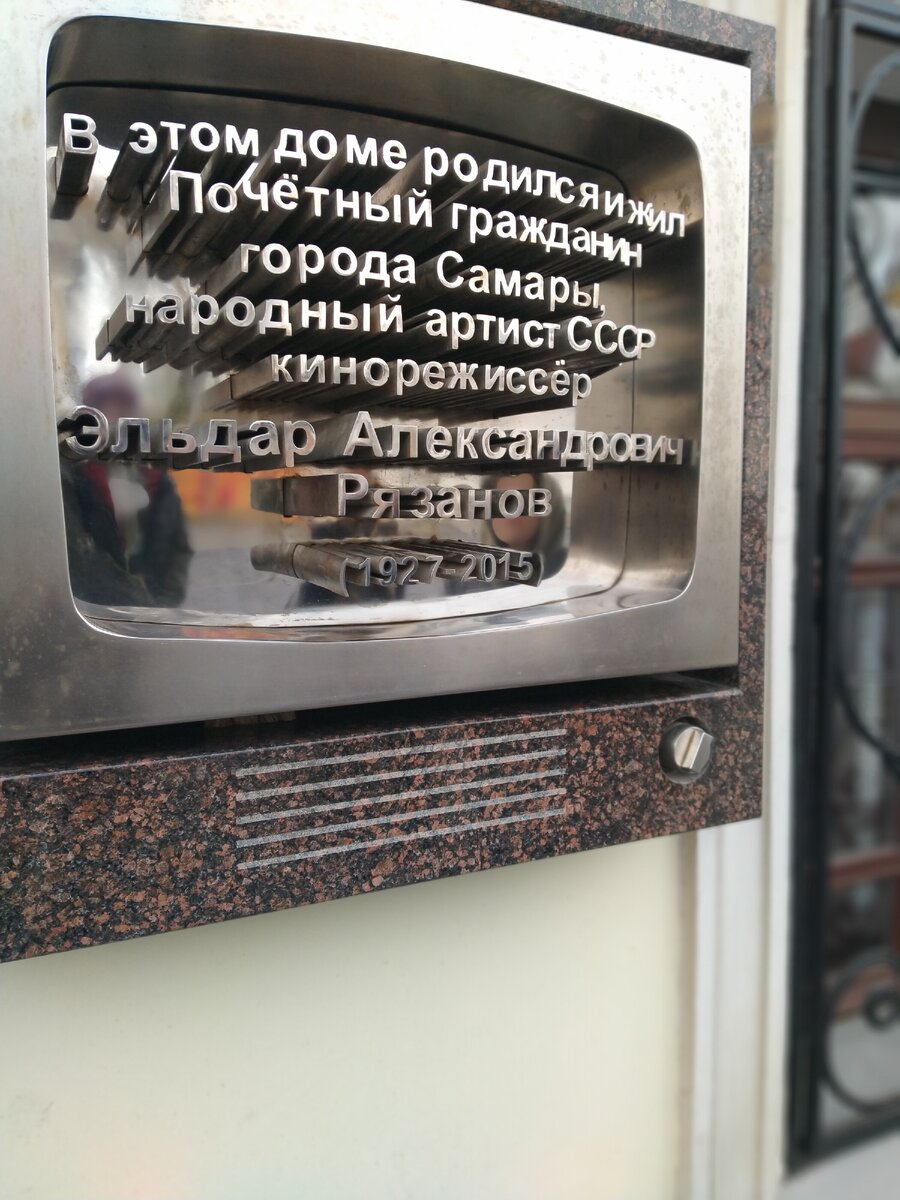 В этом доме родился и жил
Почётный гражданин
города Самары,
народный артист СССР
кинорежиссёр
Эльдар Александрович
Рязанов
(1927-2015)